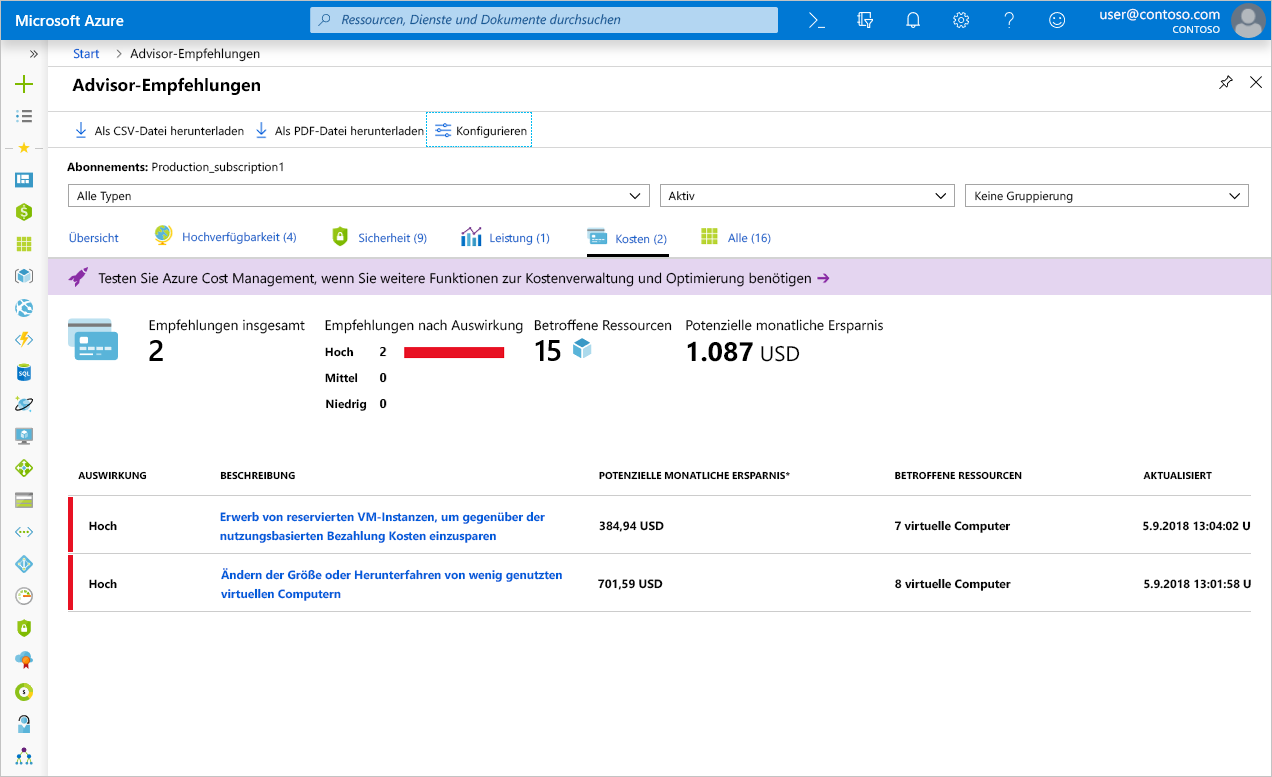 Microsoft Azure
Ressourcen, Dienste und Dokumente durchsuchen
user@contoso.com
CONTOSO
Start > Advisor-Empfehlungen
Advisor-Empfehlungen
Als CSV-Datei herunterladen
Als PDF-Datei herunterladen
Konfigurieren
Abonnements: Production_subscription1
Alle Typen
Aktiv
Keine Gruppierung
Übersicht
Hochverfügbarkeit (4)
Sicherheit (9)
Leistung (1)
Kosten (2)
Alle (16)
Testen Sie Azure Cost Management, wenn Sie weitere Funktionen zur Kostenverwaltung und Optimierung benötigen →
Empfehlungen insgesamt
2
Empfehlungen nach Auswirkung
Hoch 2
Mittel 0
Niedrig 0
Betroffene Ressourcen
15
Potenzielle monatliche Ersparnis
1.087 USD
AUSWIRKUNG BESCHREIBUNG POTENZIELLE MONATLICHE ERSPARNIS* BETROFFENE RESSOURCEN AKTUALISIERT
Hoch
Erwerb von reservierten VM-Instanzen, um gegenüber der
nutzungsbasierten Bezahlung Kosten einzusparen
384,94 USD
7 virtuelle Computer
5.9.2018 13:04:02 U
Hoch
Ändern der Größe oder Herunterfahren von wenig genutzten
virtuellen Computern
701,59 USD
8 virtuelle Computer
5.9.2018 13:01:58 U